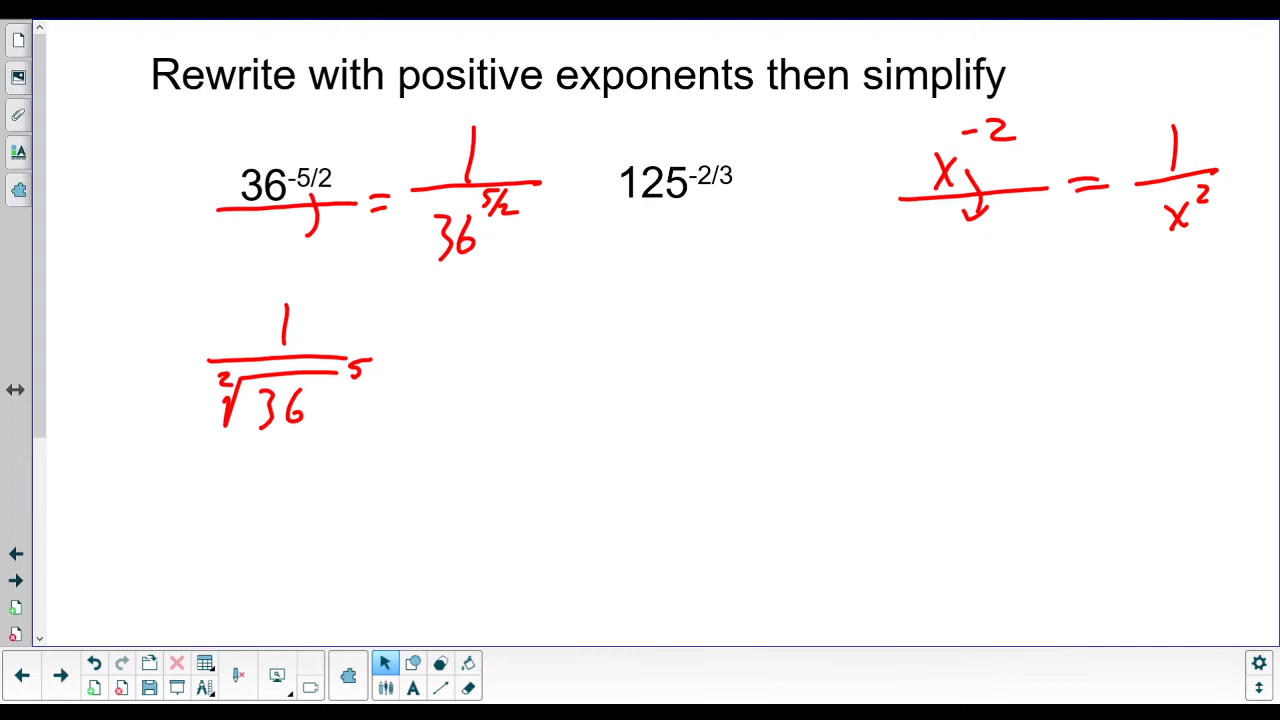 Rewrite with positive exponents then simplify
36^-5/2 = 1/36^5/2
125^-2/3
x^-2 = 1/x^2
1/²√36^5